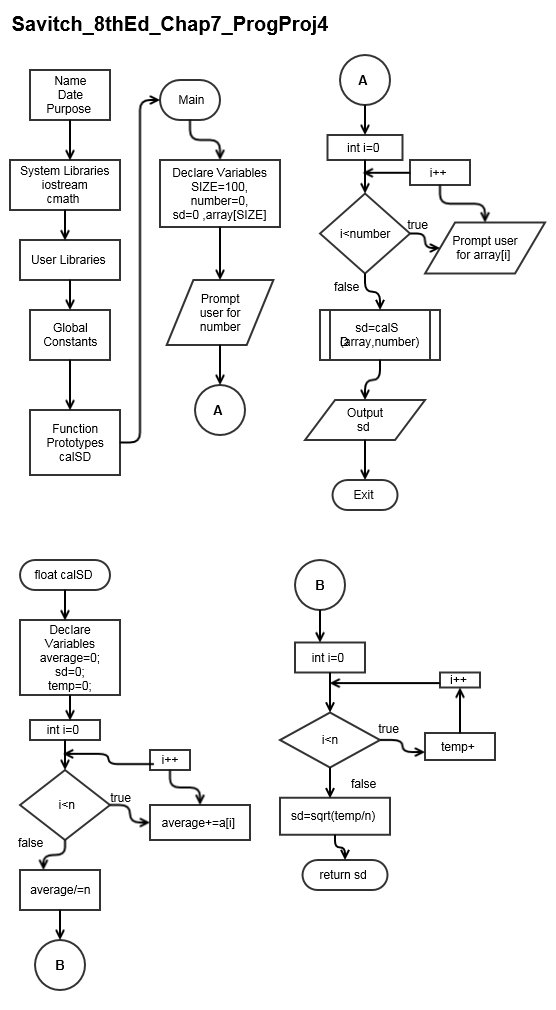 Savitch_8thEd_Chap7_ProgProj4
Name
Date
Purpose
System Libraries
iostream
cmath
User Libraries
Global
Constants
Function
Prototypes
calSD
Main
Declare Variables
SIZE=100,
number=0,
sd=0 ,array[SIZE]
Prompt
user for
number
A
A
int i=0
i++
i<number
true
Prompt user
for array[i]
false
sd=calS
D(array,number)
Output
sd
Exit
float calSD
Declare
Variables
average=0;
sd=0;
temp=0;
int i=0
i++
i<n
true
average+=a[i]
false
average/=n
B
B
int i=0
i++
i<n
true
temp+
false
sd=sqrt(temp/n)
return sd